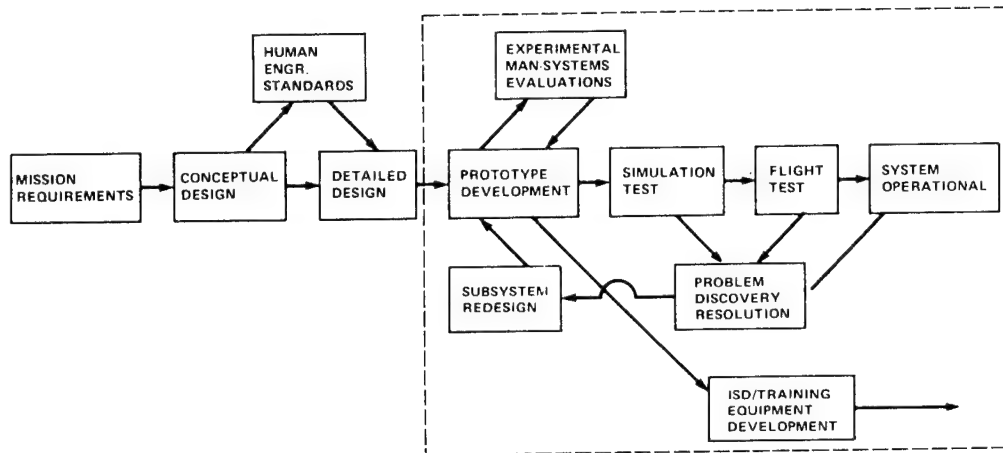 HUMAN
ENGR.
STANDARDS
EXPERIMENTAL
MAN-SYSTEMS
EVALUATIONS
MISSION
REQUIREMENTS
CONCEPTUAL
DESIGN
DETAILED
DESIGN
PROTOTYPE
DEVELOPMENT
SIMULATION
TEST
FLIGHT
TEST
SYSTEM
OPERATIONAL
SUBSYSTEM
REDESIGN
PROBLEM
DISCOVERY
RESOLUTION
ISD/TRAINING
EQUIPMENT
DEVELOPMENT